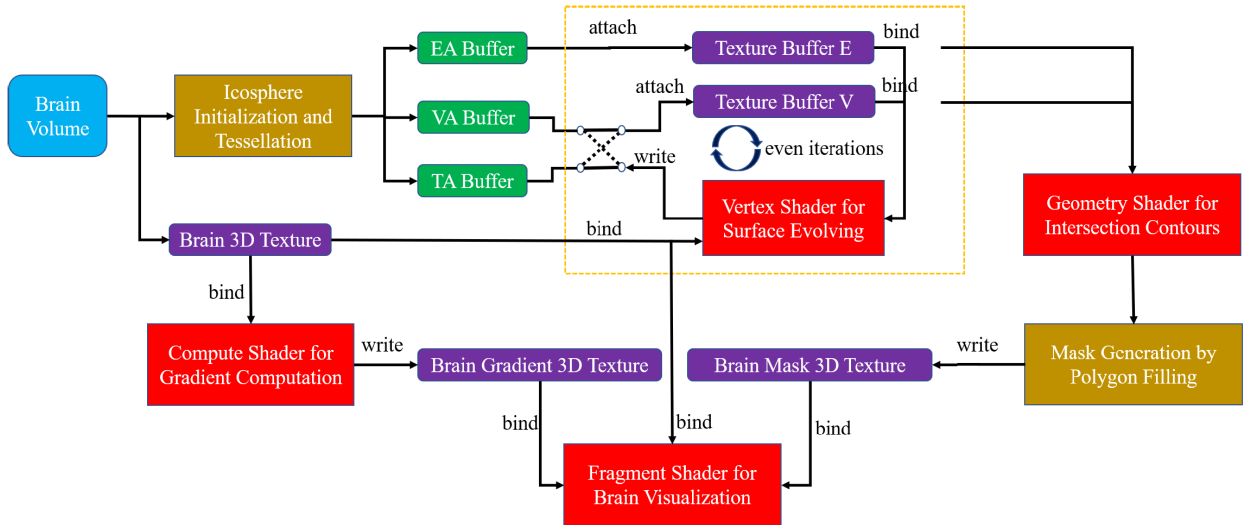 EA Buffer
attach
Texture Buffer E
bind
Brain
Volume
Icosphere
Initialization and
Tessellation
VA Buffer
attach
Texture Buffer V
bind
even iterations
TA Buffer
write
Vertex Shader for
Surface Evolving
Geometry Shader for
Intersection Contours
Brain 3D Texture
bind
bind
Compute Shader for
Gradient Computation
write
Brain Gradient 3D Texture
Brain Mask 3D Texture
write
Mask Generation by
Polygon Filling
bind
bind
bind
Fragment Shader for
Brain Visualization